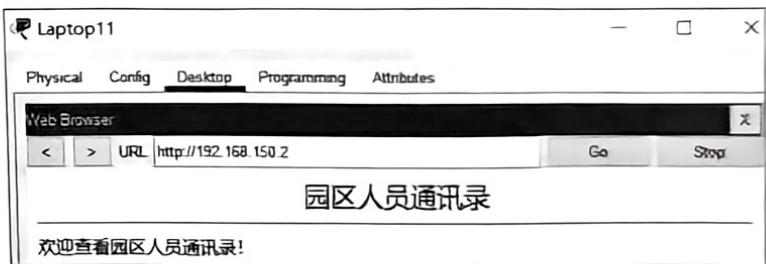 Laptop11
Physical Config Desktop Programming Attributes
Web Browser X
< > URL http://192.168.150.2 Go Stop
园区人员通讯录
欢迎查看园区人员通讯录!